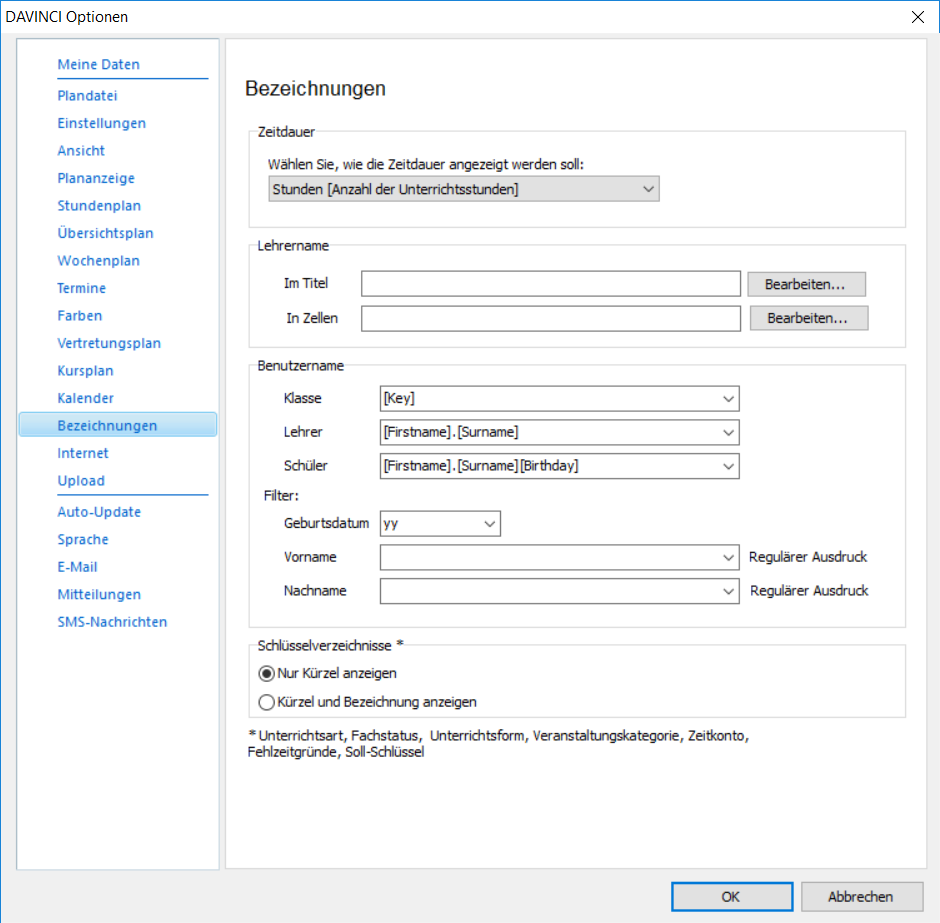 DAVINCI Optionen
Meine Daten
Plandatei
Einstellungen
Ansicht
Plananzeige
Stundenplan
Übersichtsplan
Wochenplan
Termine
Farben
Vertretungsplan
Kursplan
Kalender
Bezeichnungen
Internet
Upload
Auto-Update
Sprache
E-Mail
Mitteilungen
SMS-Nachrichten
Bezeichnungen
Zeitdauer
Wählen Sie, wie die Zeitdauer angezeigt werden soll:
Stunden [Anzahl der Unterrichtsstunden]
Lehrername
Im Titel Bearbeiten...
In Zellen Bearbeiten...
Benutzername
Klasse [Key]
Lehrer [Firstname].[Surname]
Schüler [Firstname].[Surname][Birthday]
Filter:
Geburtsdatum yy
Vorname Regulärer Ausdruck
Nachname Regulärer Ausdruck
Schlüsselverzeichnisse *
Nur Kürzel anzeigen
Kürzel und Bezeichnung anzeigen
* Unterrichtsart, Fachstatus, Unterrichtsform, Veranstaltungskategorie, Zeitkonto,
Fehlzeitgründe, Soll-Schlüssel
OK Abbrechen